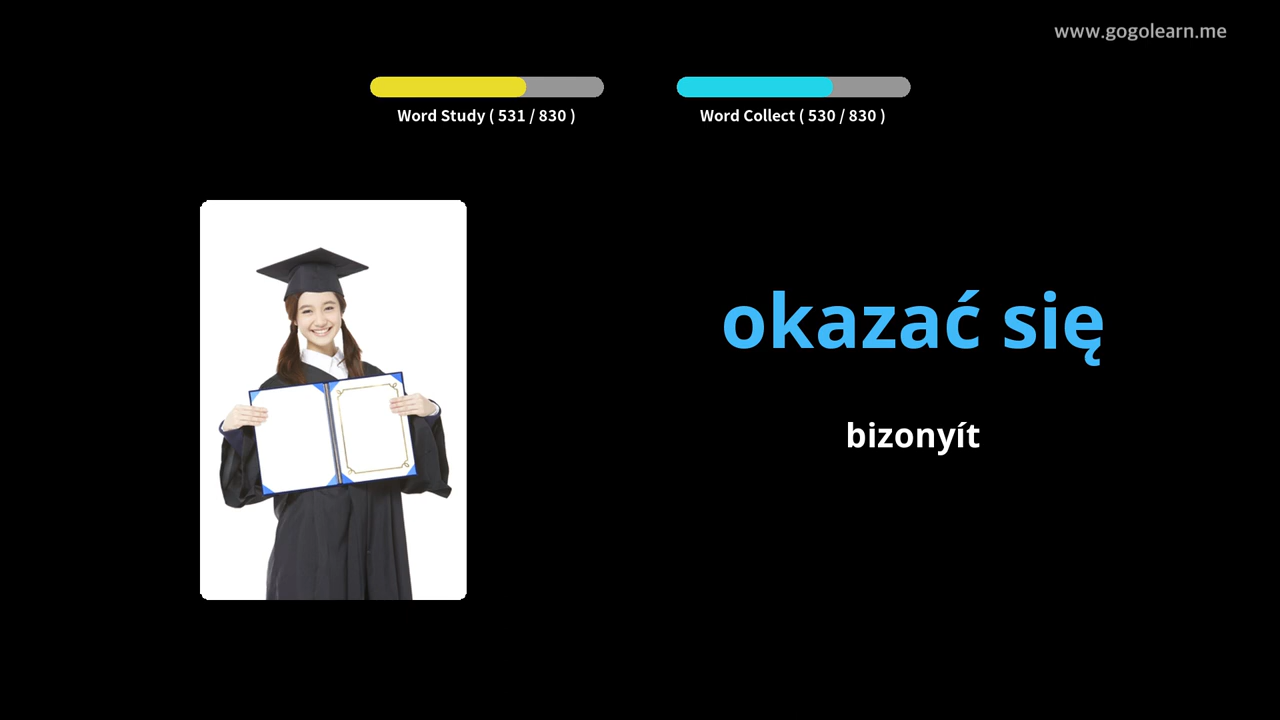 www.gogolearn.me
Word Study ( 531 / 830 )
Word Collect ( 530 / 830 )
okazać się
bizonyít